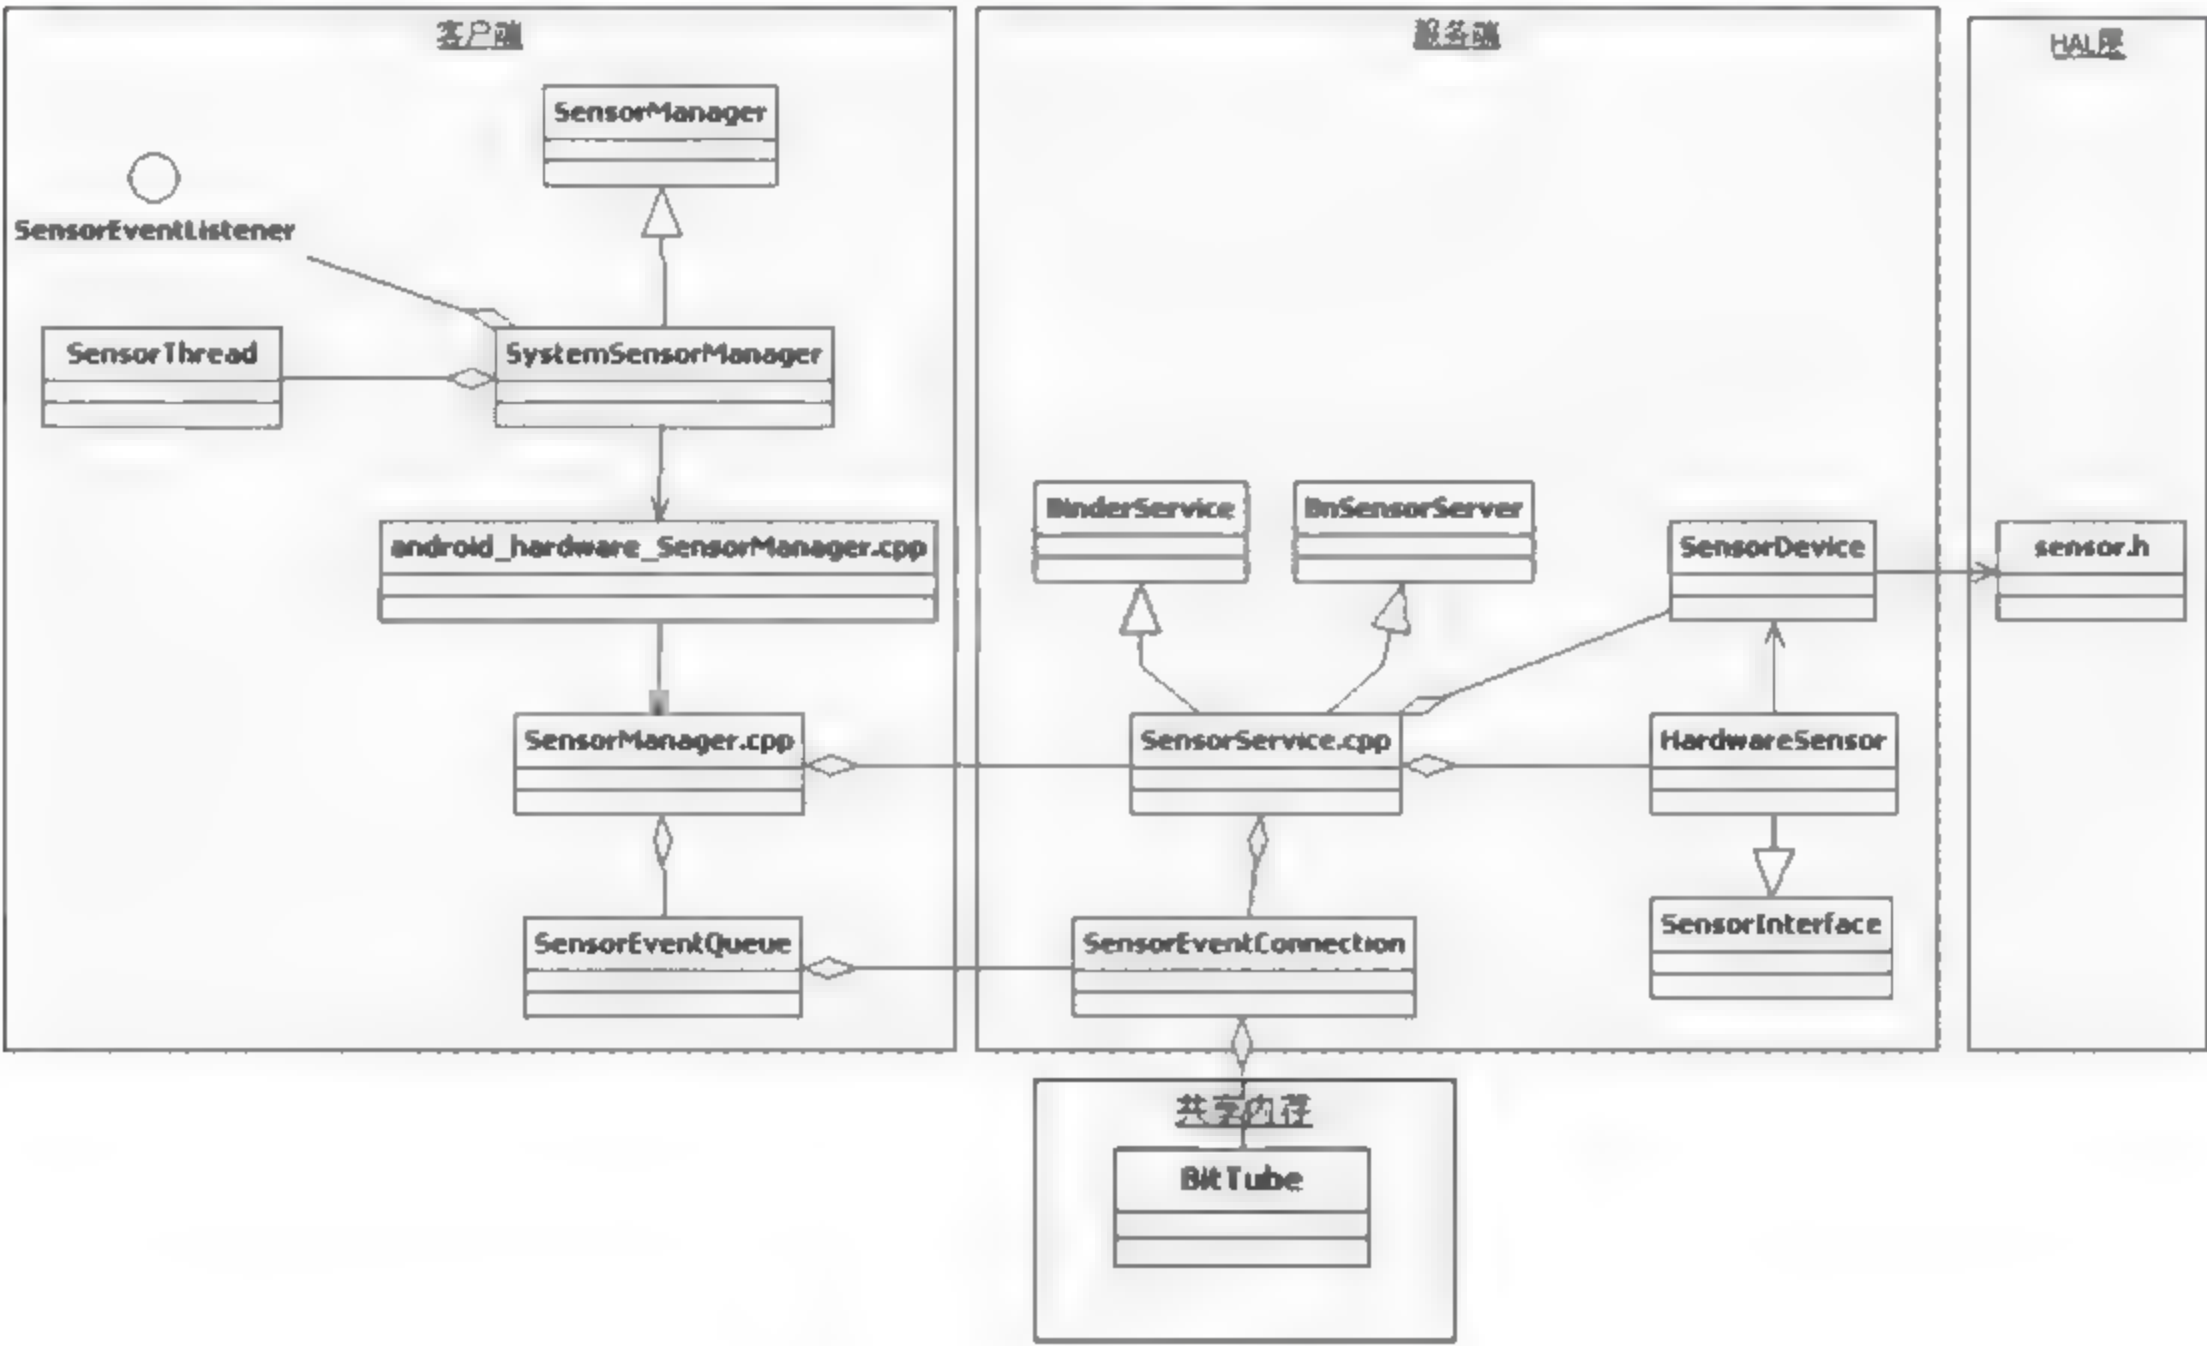 客户端
SensorManager
SensorEventListener
SensorThread
SystemSensorManager
android_hardware_SensorManager.cpp
SensorManager.cpp
SensorEventQueue
服务端
BinderService
BnSensorServer
SensorDevice
SensorService.cpp
HardwareSensor
SensorEventConnection
SensorInterface
HAL层
sensor.h
共享内存
BitTube